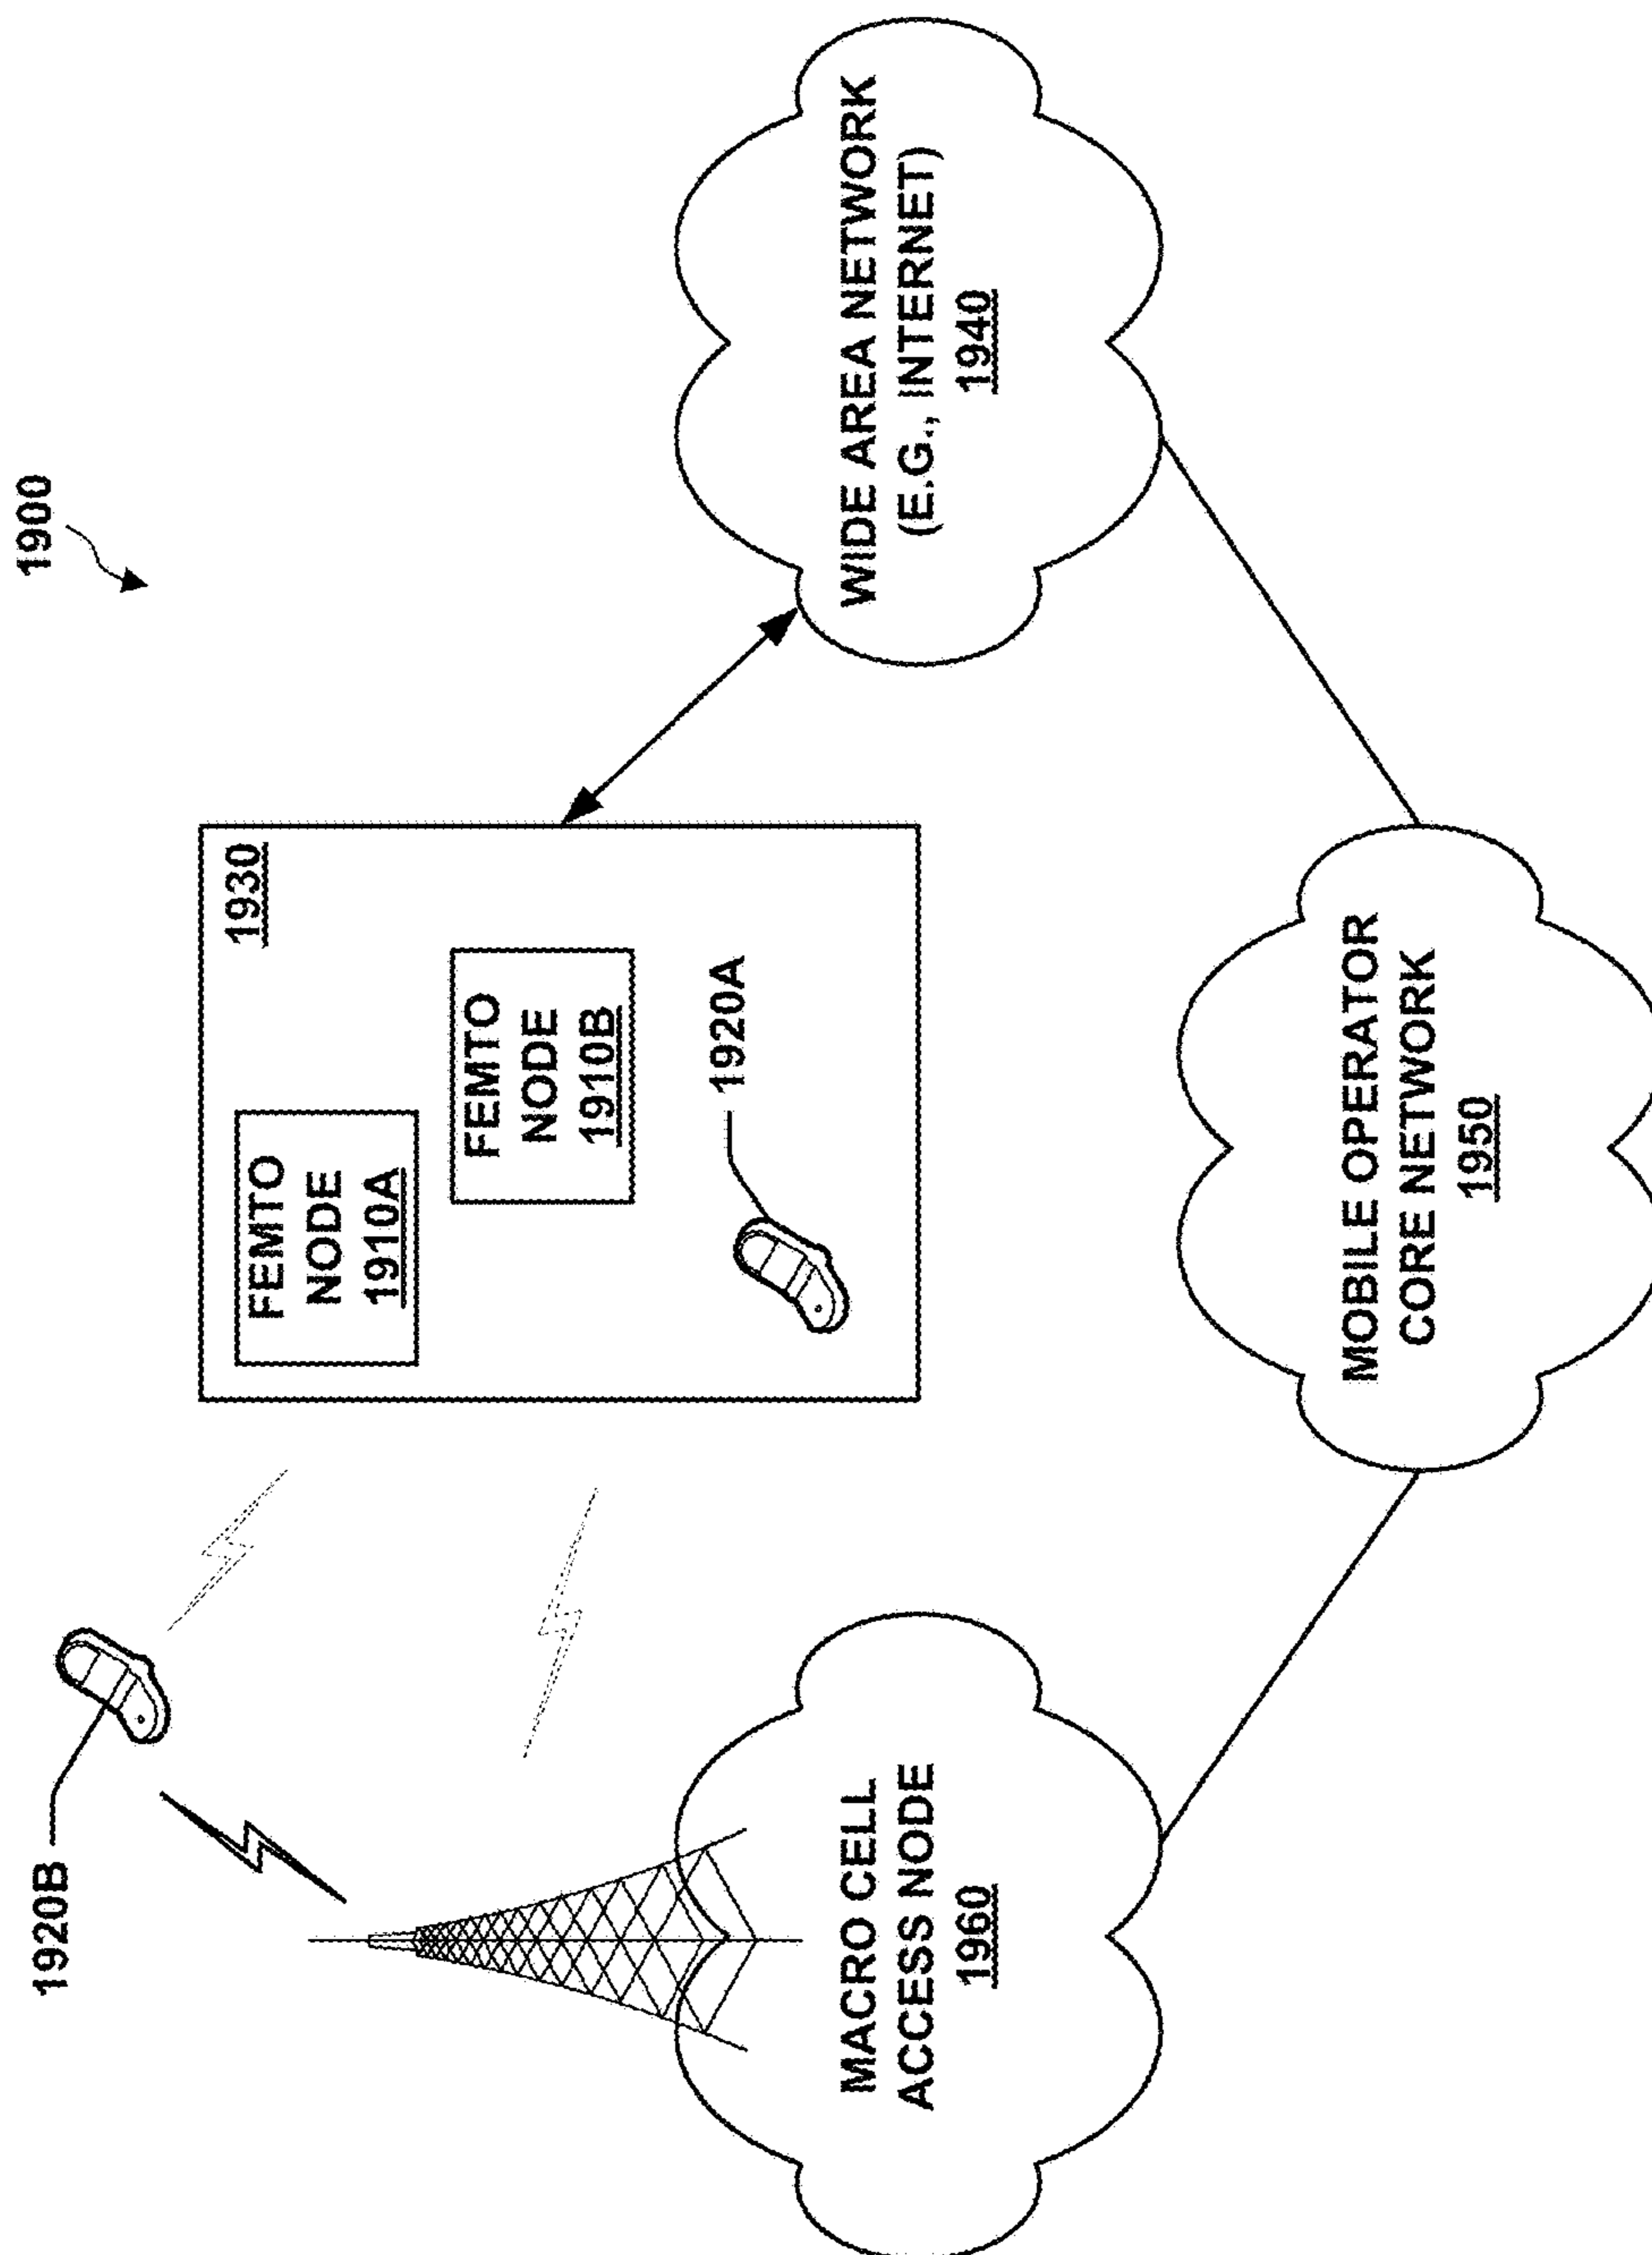 1900
1920B
FEMTO
NODE
1910A
1930
FEMTO
NODE
1910B
1920A
MACRO CELL
ACCESS NODE
1960
WIDE AREA NETWORK
(E.G., INTERNET)
1940
MOBILE OPERATOR
CORE NETWORK
1950